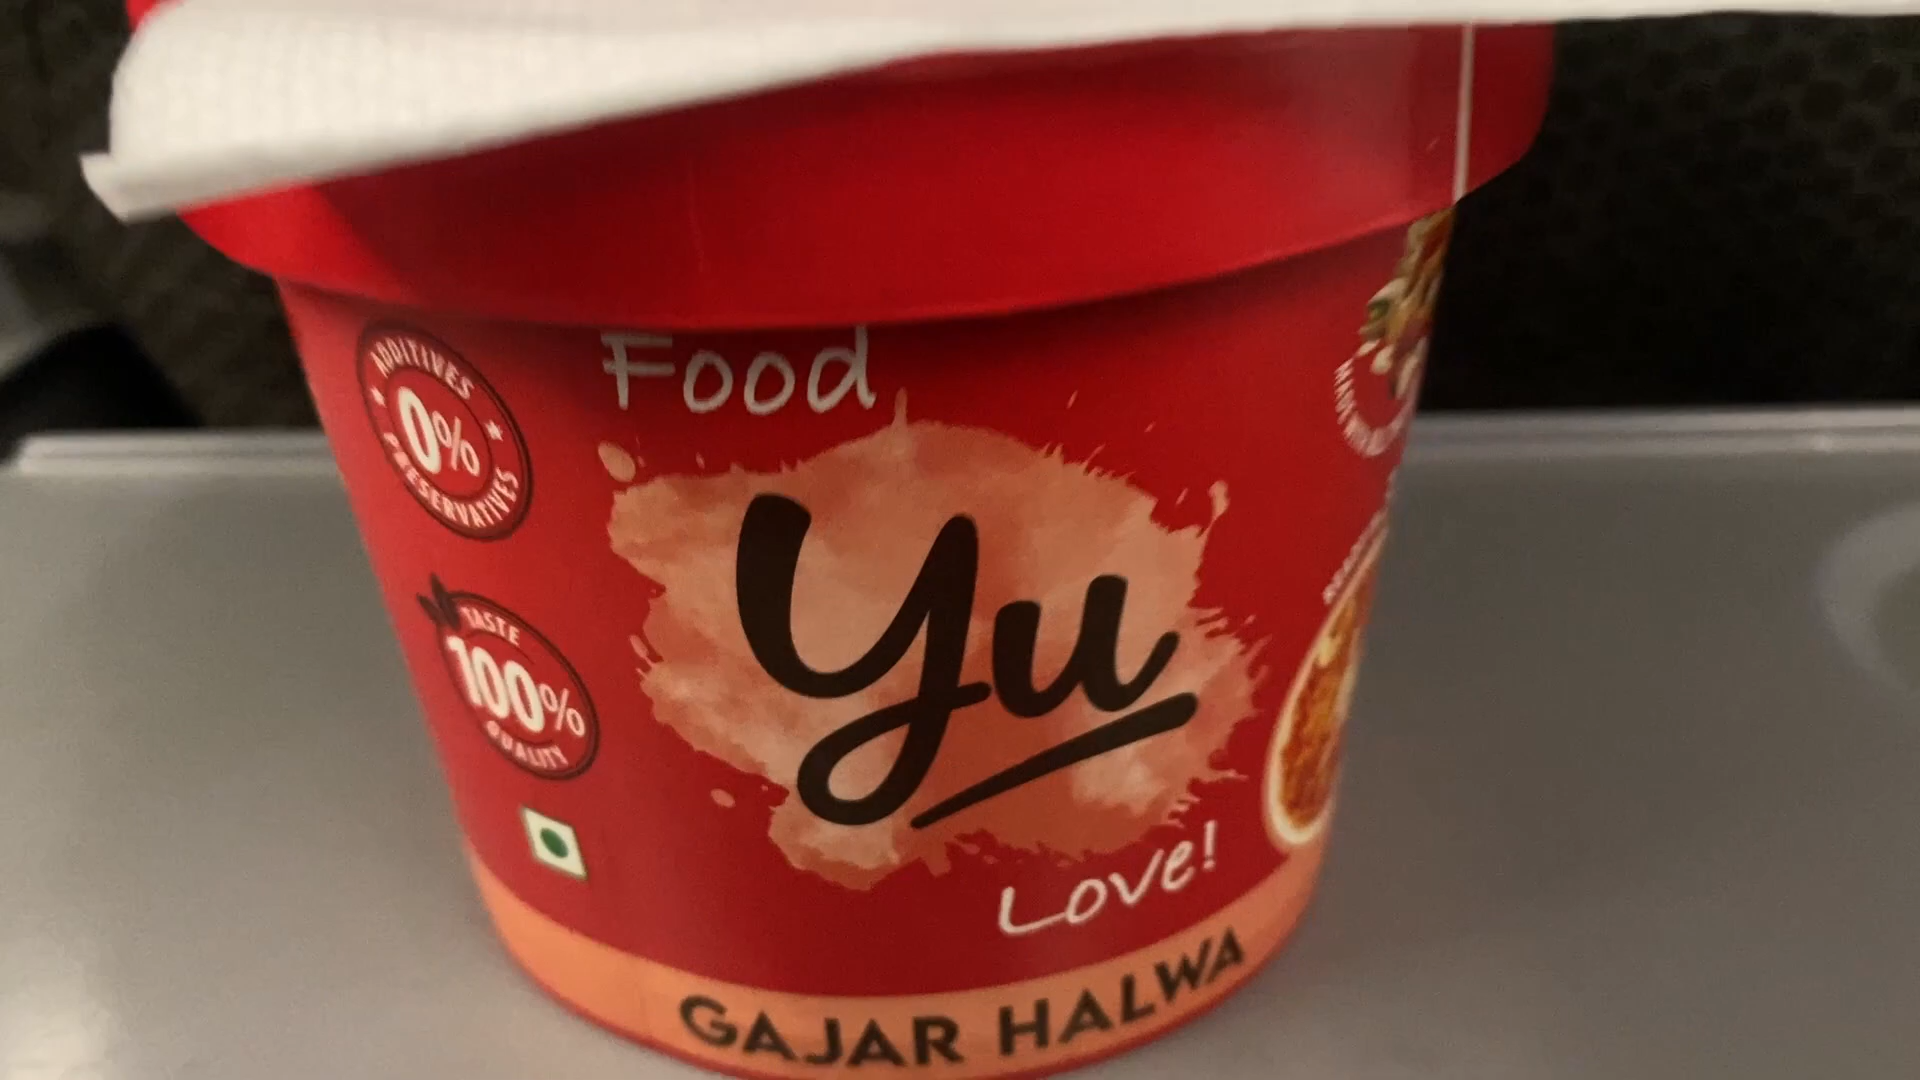 Food
yu
Love!
GAJAR HALWA
ADDITIVES
0%
PRESERVATIVES
TASTE
100%
QUALITY